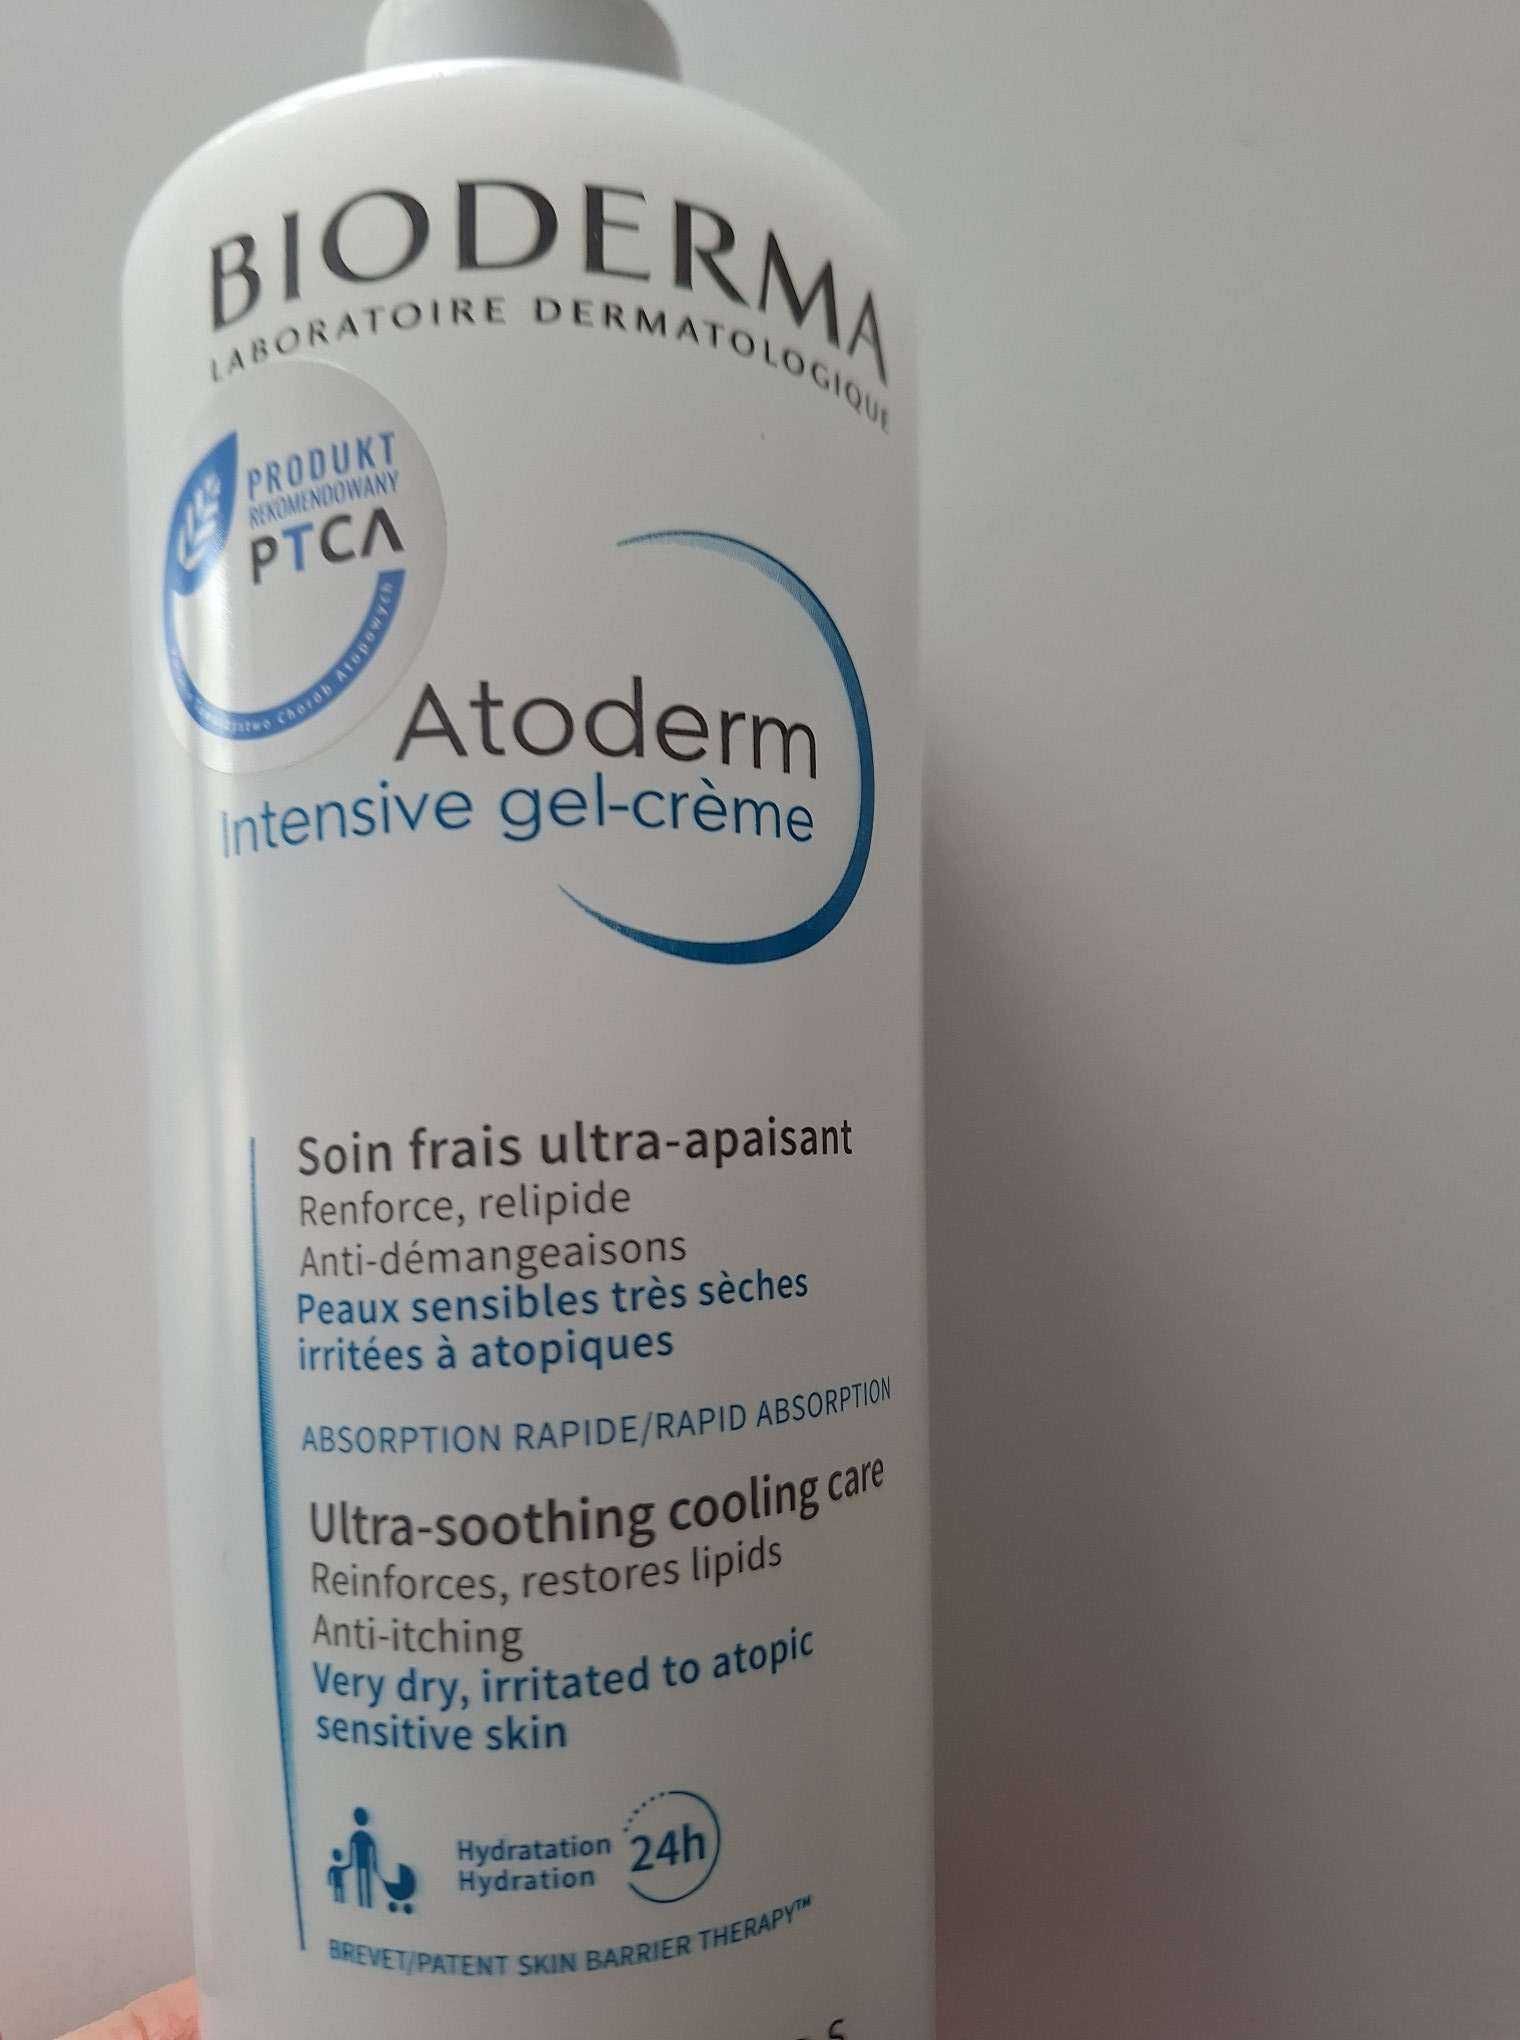 BIODERMA
LABORATOIRE DERMATOLOGIQUE
PRODUKT
REKOMENDOWANY
PTCA
Chorób Atopowych
Atoderm
Intensive gel-crème
Soin frais ultra-apaisant
Renforce, relipide
Anti-démangeaisons
Peaux sensibles très sèches
irritées à atopiques
ABSORPTION RAPIDE/RAPID ABSORPTION
Ultra-soothing cooling care
Reinforces, restores lipids
Anti-itching
Very dry, irritated to atopic
sensitive skin
Hydratation
Hydration
24h
BREVET/PATENT SKIN BARRIER THERAPY™